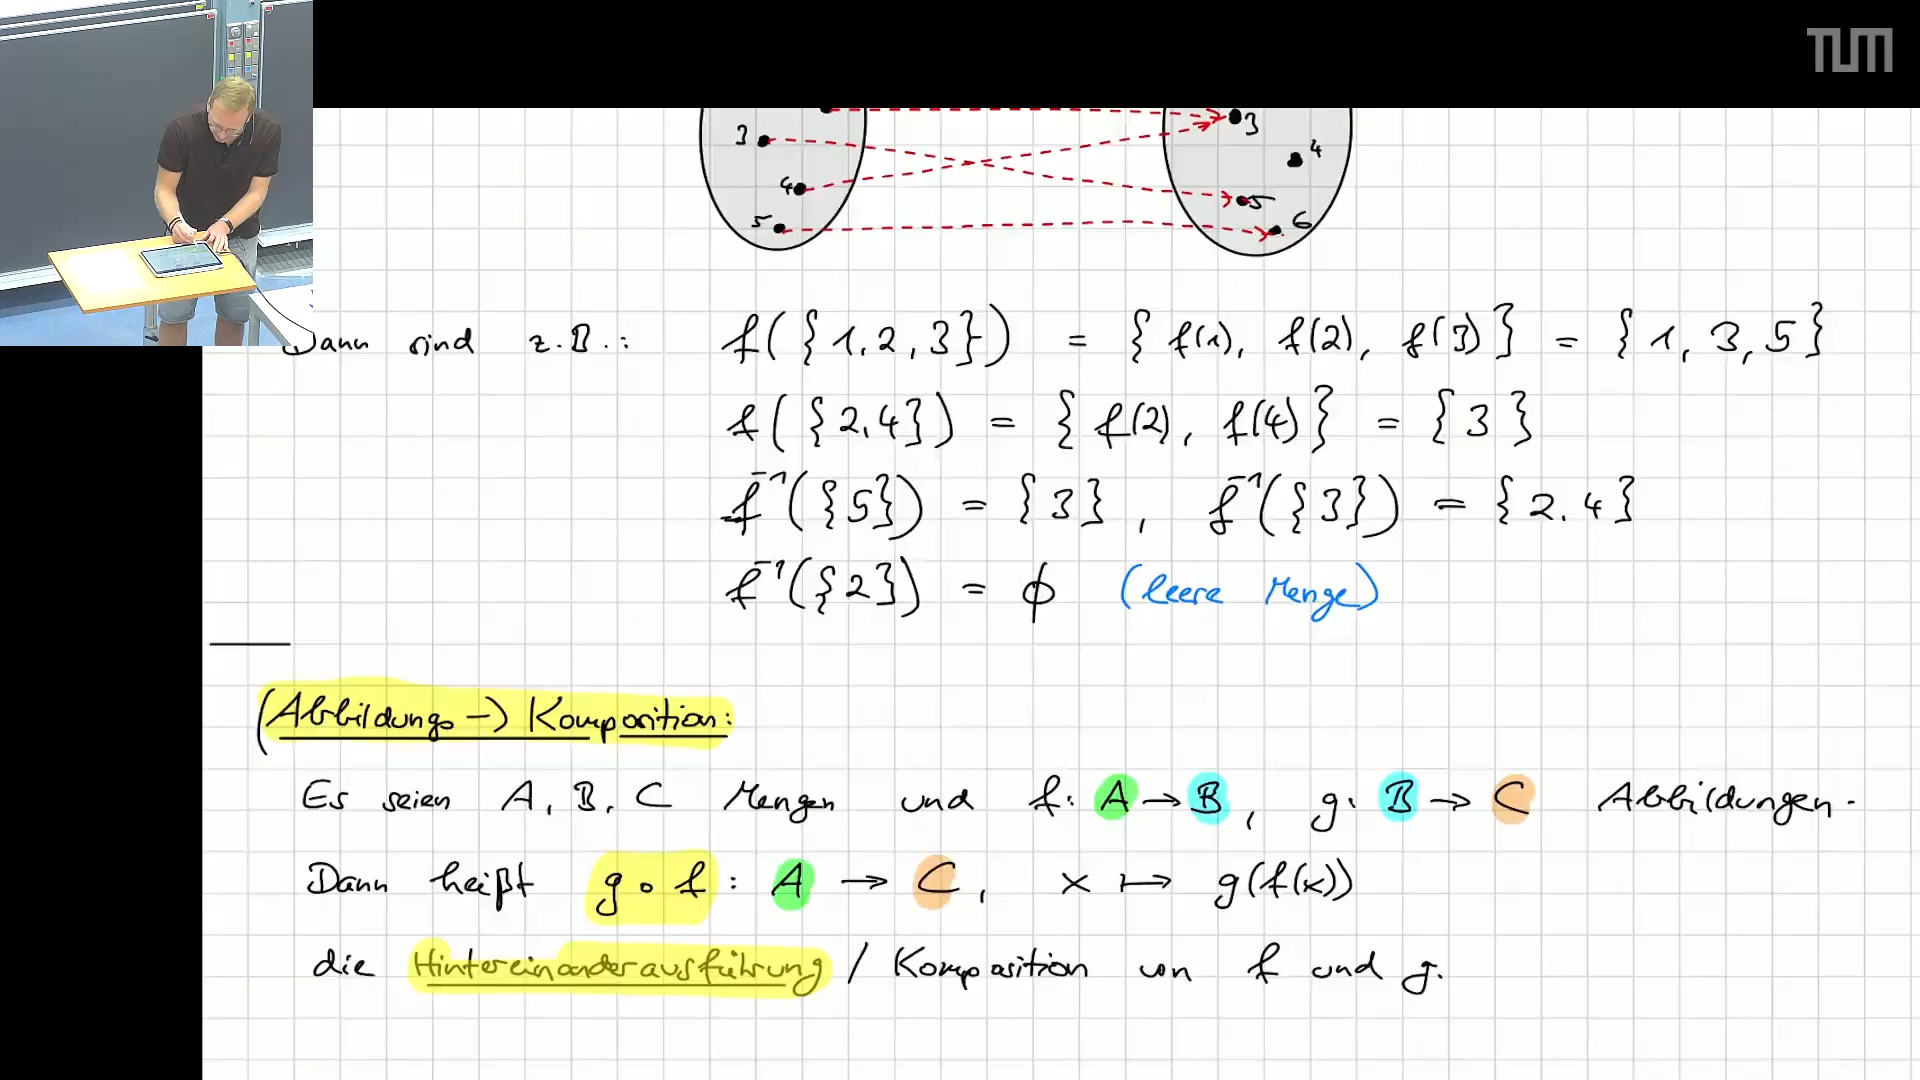 TUM
3
3
4
4
5
5
6
Dann sind z.B.: f({1,2,3}) = {f(1), f(2), f(3)} = {1, 3, 5}
f({2,4}) = {f(2), f(4)} = {3}
f⁻¹({5}) = {3}, f⁻¹({3}) = {2,4}
f⁻¹({2}) = ∅ (leere Menge)
(Abbildungs-) Komposition:
Es seien A, B, C Mengen und f: A → B, g: B → C Abbildungen.
Dann heißt g ∘ f : A → C, x ↦ g(f(x))
die Hintereinanderausführung / Komposition von f und g.